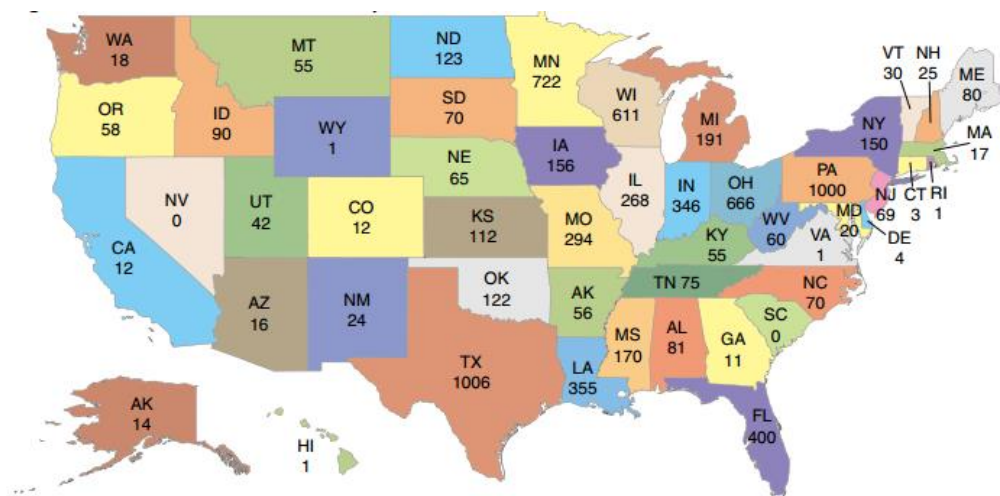 WA
18
MT
55
ND
123
MN
722
VT NH
30 25
ME
80
OR
58
ID
90
SD
70
WI
611
MI
191
NY
150
MA
17
WY
1
IA
156
NE
65
PA
1000
NV
0
UT
42
CO
12
IL
268
IN
346
OH
666
NJ
69
CT
3
RI
1
KS
112
MO
294
WV
60
MD
20
DE
4
CA
12
KY
55
VA
1
AZ
16
NM
24
OK
122
AK
56
TN 75
NC
70
SC
0
MS
170
AL
81
GA
11
TX
1006
LA
355
AK
14
HI
1
FL
400